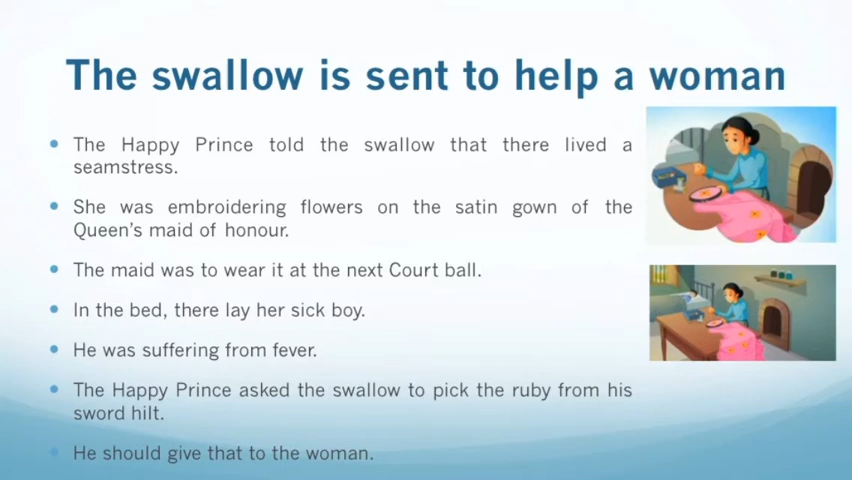 The swallow is sent to help a woman
• The Happy Prince told the swallow that there lived a
seamstress.
• She was embroidering flowers on the satin gown of the
Queen's maid of honour.
• The maid was to wear it at the next Court ball.
• In the bed, there lay her sick boy.
• He was suffering from fever.
• The Happy Prince asked the swallow to pick the ruby from his
sword hilt.
• He should give that to the woman.